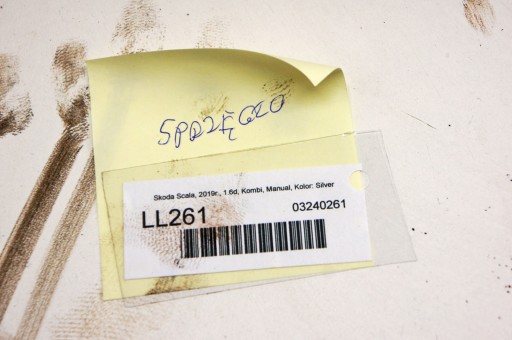 SPRZĘGŁO
Skoda Scala, 2019r., 1.6d, Kombi, Manual, Kolor: Silver
LL261
03240261